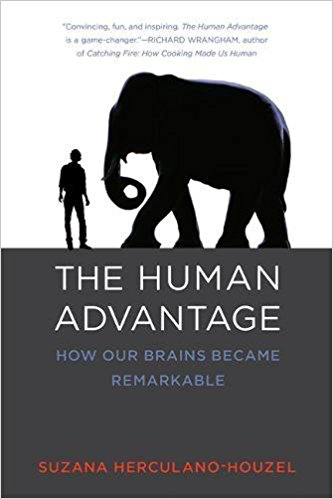 "Convincing, fun, and inspiring. The Human Advantage
is a game-changer."—RICHARD WRANGHAM, author
of Catching Fire: How Cooking Made Us Human
THE HUMAN
ADVANTAGE
HOW OUR BRAINS BECAME
REMARKABLE
SUZANA HERCULANO-HOUZEL